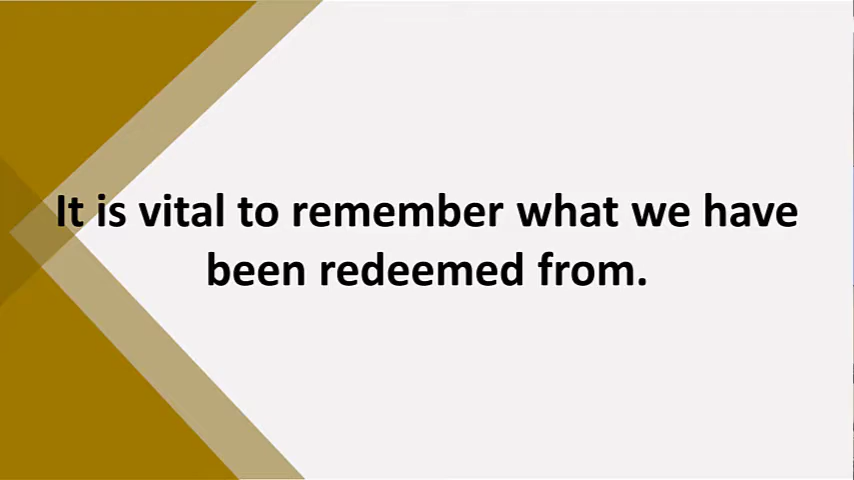 It is vital to remember what we have
been redeemed from.